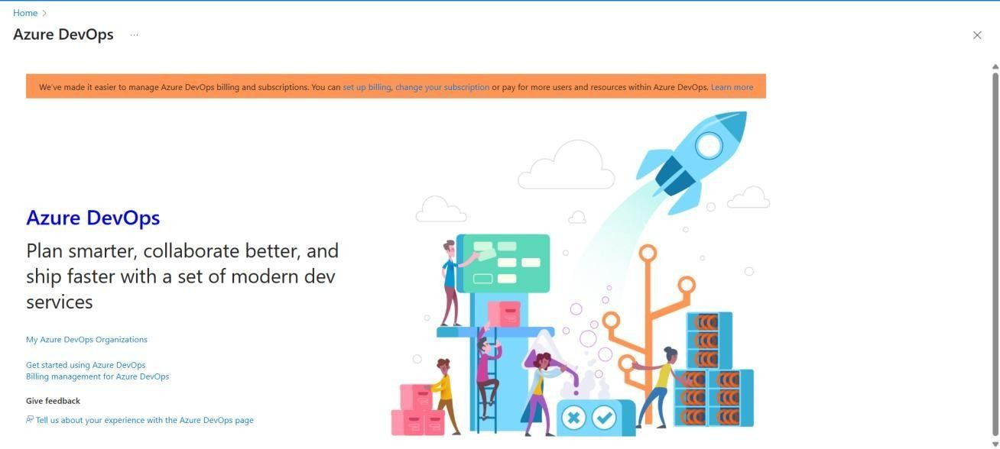 Home >
Azure DevOps ...
We've made it easier to manage Azure DevOps billing and subscriptions. You can set up billing, change your subscription or pay for more users and resources within Azure DevOps. Learn more
Azure DevOps
Plan smarter, collaborate better, and
ship faster with a set of modern dev
services
My Azure DevOps Organizations
Get started using Azure DevOps
Billing management for Azure DevOps
Give feedback
Tell us about your experience with the Azure DevOps page